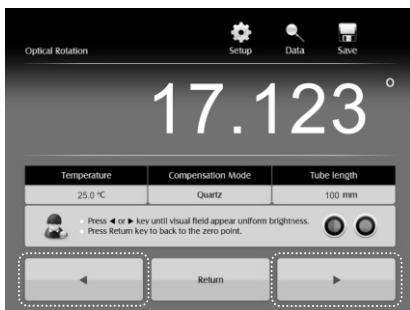 Optical Rotation
Setup
Data
Save
17.123 °
Temperature Compensation Mode Tube length
25.0 ℃ Quartz 100 mm
Press ◄ or ► key until visual field appear uniform brightness.
Press Return key to back to the zero point.
◄ Return ►